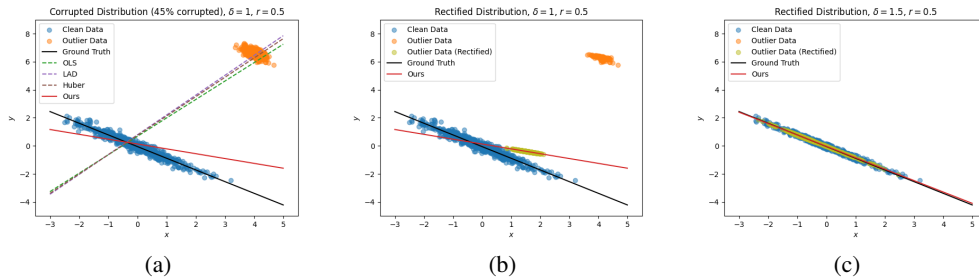 Corrupted Distribution (45% corrupted), δ = 1, r = 0.5
Clean Data
Outlier Data
Ground Truth
OLS
LAD
Huber
Ours
y
8
6
4
2
0
−2
−4
−3 −2 −1 0 1 2 3 4 5
x
(a)
Rectified Distribution, δ = 1, r = 0.5
Clean Data
Outlier Data
Outlier Data (Rectified)
Ground Truth
Ours
y
8
6
4
2
0
−2
−4
−3 −2 −1 0 1 2 3 4 5
x
(b)
Rectified Distribution, δ = 1.5, r = 0.5
Clean Data
Outlier Data
Outlier Data (Rectified)
Ground Truth
Ours
y
8
6
4
2
0
−2
−4
−3 −2 −1 0 1 2 3 4 5
x
(c)